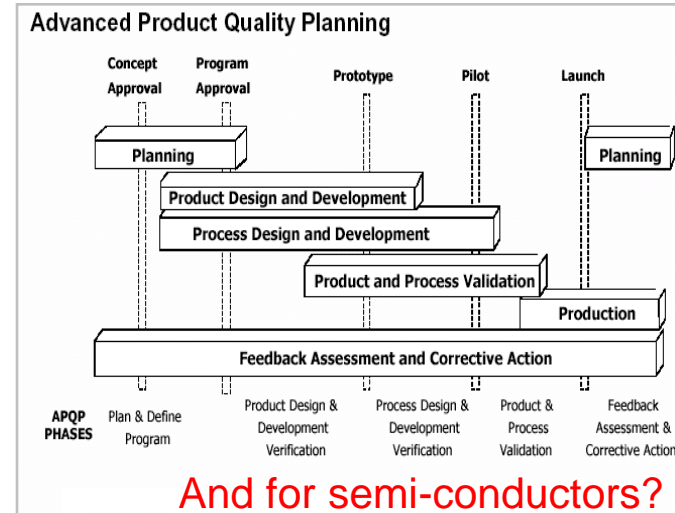 Advanced Product Quality Planning
Concept Approval
Program Approval
Prototype
Pilot
Launch
Planning
Planning
Product Design and Development
Process Design and Development
Product and Process Validation
Production
Feedback Assessment and Corrective Action
APQP PHASES
Plan & Define Program
Product Design & Development Verification
Process Design & Development Verification
Product & Process Validation
Feedback Assessment & Corrective Action
And for semi-conductors?